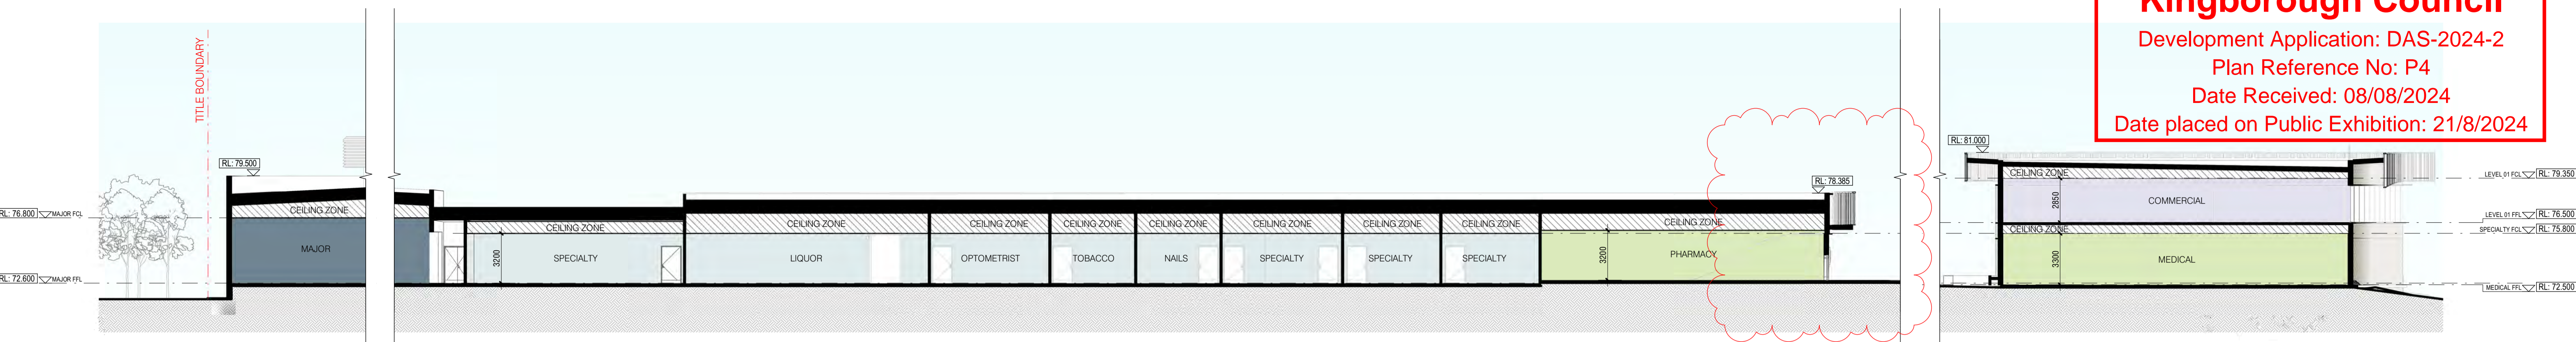 Kingborough Council
Development Application: DAS-2024-2
Plan Reference No: P4
Date Received: 08/08/2024
Date placed on Public Exhibition: 21/8/2024
TITLE BOUNDARY
RL: 79.500
RL: 76.800 MAJOR FCL
RL: 72.600 MAJOR FFL
CEILING ZONE
MAJOR
CEILING ZONE
3200
SPECIALTY
CEILING ZONE
LIQUOR
CEILING ZONE
OPTOMETRIST
CEILING ZONE
TOBACCO
CEILING ZONE
NAILS
CEILING ZONE
SPECIALTY
CEILING ZONE
SPECIALTY
CEILING ZONE
SPECIALTY
CEILING ZONE
3200
PHARMACY
RL: 78.385
RL: 81.000
CEILING ZONE
2850
COMMERCIAL
CEILING ZONE
3300
MEDICAL
LEVEL 01 FCL RL: 79.350
LEVEL 01 FFL RL: 76.500
SPECIALTY FCL RL: 75.800
MEDICAL FFL RL: 72.500